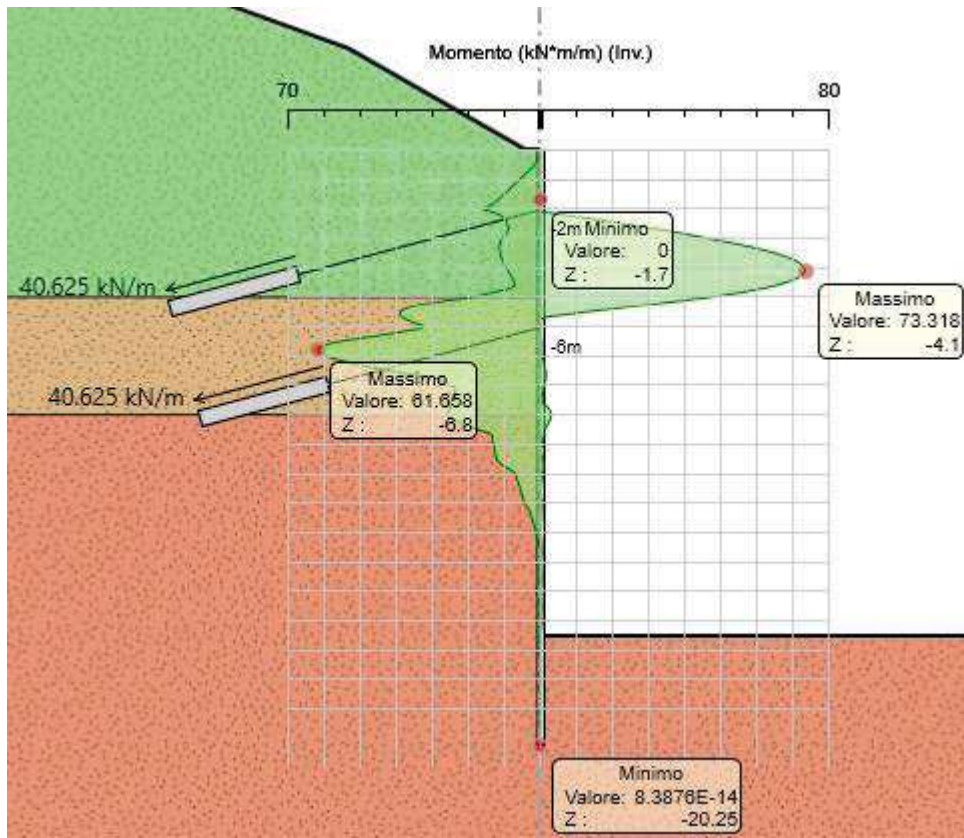 Momento (kN*m/m) (Inv.)
70
80
-2m
Minimo
Valore: 0
Z : -1.7
40.625 kN/m
Massimo
Valore: 73.318
Z : -4.1
-6m
Massimo
Valore: 61.658
Z : -6.8
40.625 kN/m
Minimo
Valore: 8.3876E-14
Z : -20.25